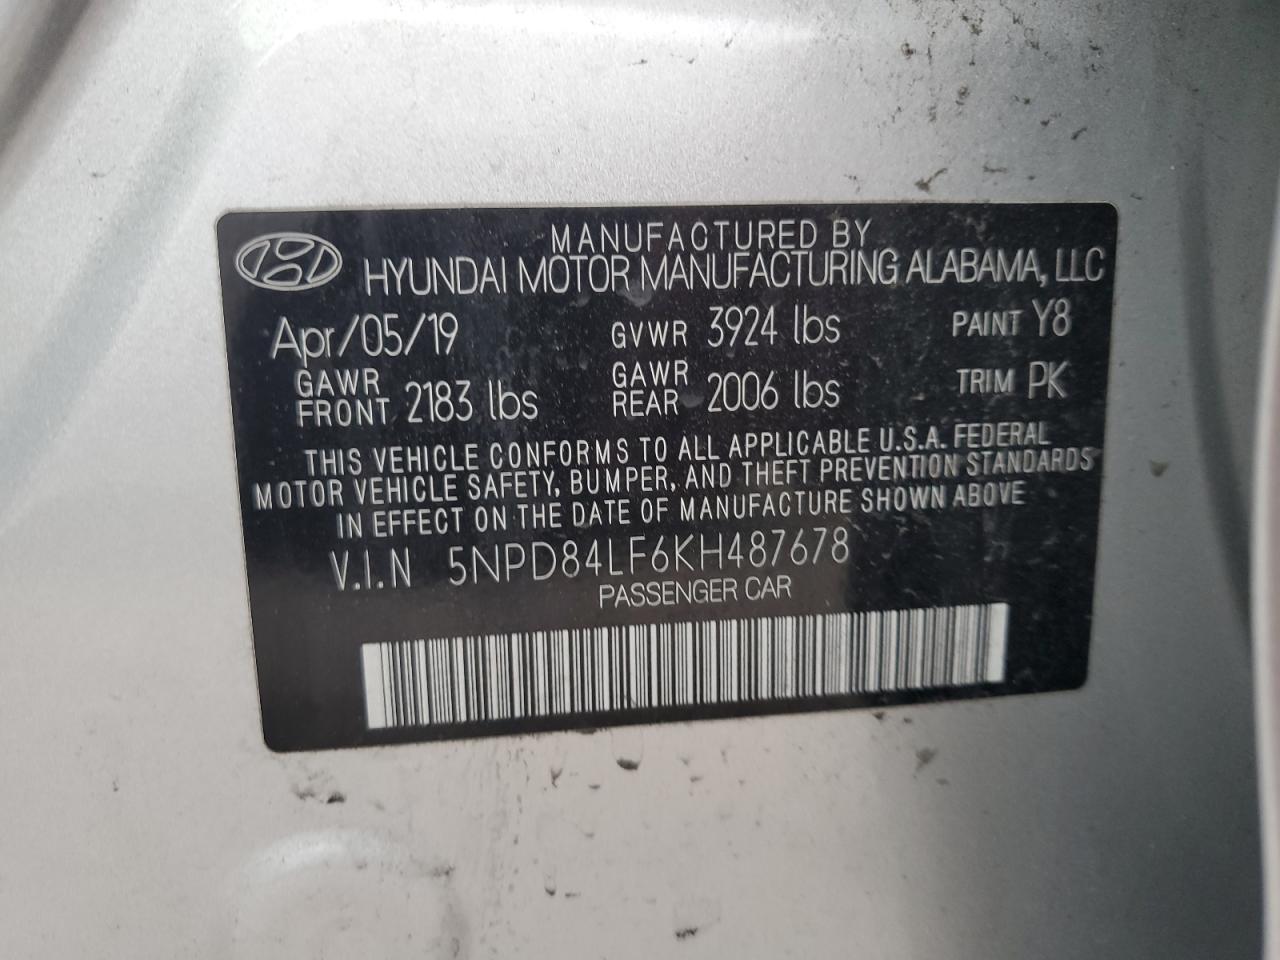 MANUFACTURED BY
HYUNDAI MOTOR MANUFACTURING ALABAMA, LLC
Apr/05/19 GVWR 3924 lbs PAINT Y8
GAWR FRONT 2183 lbs GAWR REAR 2006 lbs TRIM PK
THIS VEHICLE CONFORMS TO ALL APPLICABLE U.S.A. FEDERAL
MOTOR VEHICLE SAFETY, BUMPER, AND THEFT PREVENTION STANDARDS
IN EFFECT ON THE DATE OF MANUFACTURE SHOWN ABOVE
V.I.N 5NPD84LF6KH487678
PASSENGER CAR